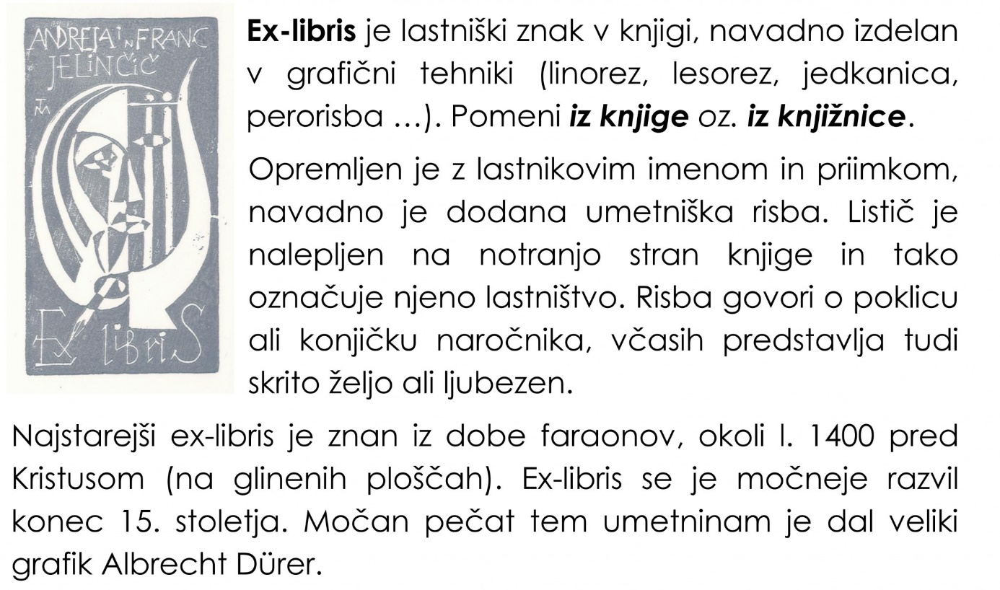 ANDREJA in FRANC
JELINČIČ
TM
Ex libriS
Ex-libris je lastniški znak v knjigi, navadno izdelan
v grafični tehniki (linorez, lesorez, jedkanica,
perorisba ...). Pomeni iz knjige oz. iz knjižnice.
Opremljen je z lastnikovim imenom in priimkom,
navadno je dodana umetniška risba. Listič je
nalepljen na notranjo stran knjige in tako
označuje njeno lastništvo. Risba govori o poklicu
ali konjičku naročnika, včasih predstavlja tudi
skrito željo ali ljubezen.
Najstarejši ex-libris je znan iz dobe faraonov, okoli l. 1400 pred
Kristusom (na glinenih ploščah). Ex-libris se je močneje razvil
konec 15. stoletja. Močan pečat tem umetninam je dal veliki
grafik Albrecht Dürer.